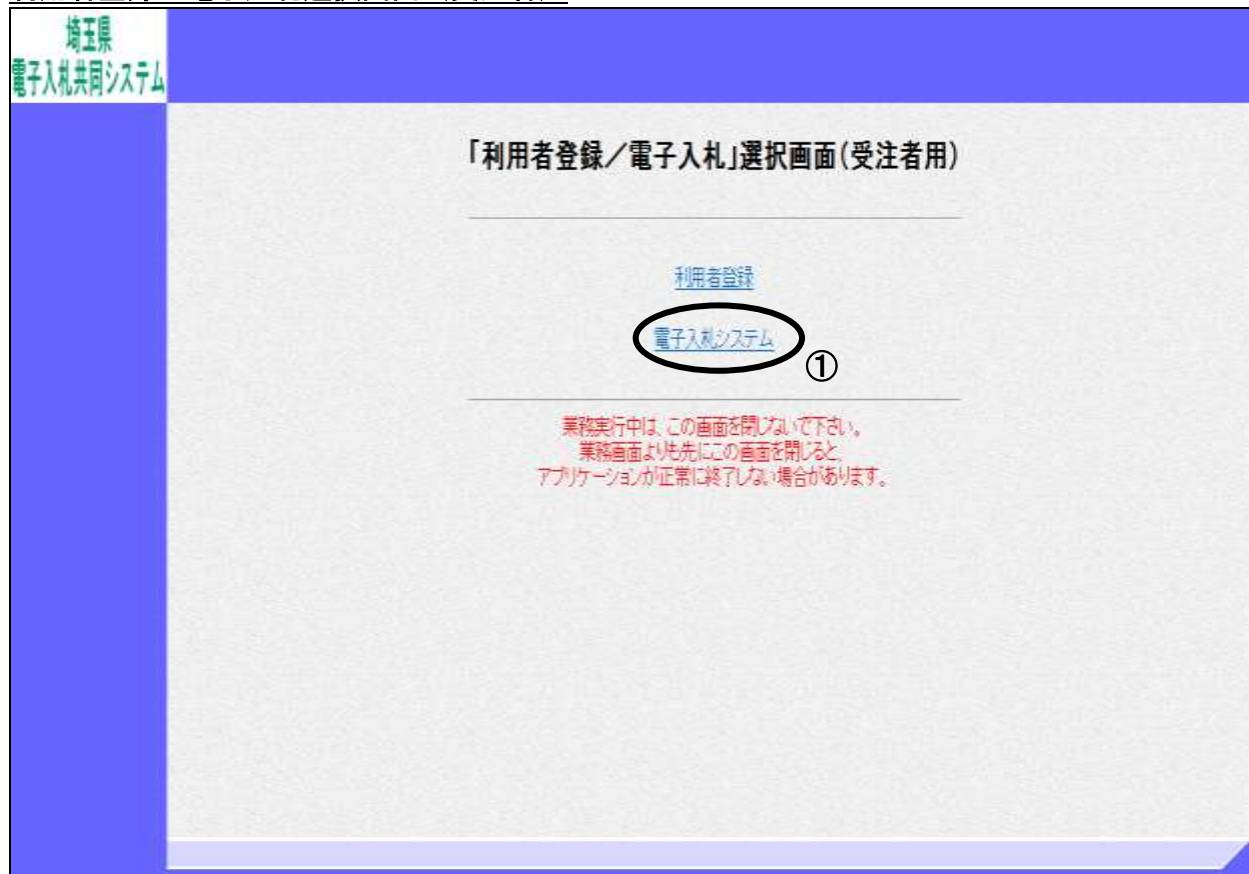 埼玉県
電子入札共同システム
「利用者登録／電子入札」選択画面(受注者用)
利用者登録
電子入札システム
①
業務実行中は、この画面を閉じないで下さい。
業務画面よりも先にこの画面を閉じると、
アプリケーションが正常に終了しない場合があります。